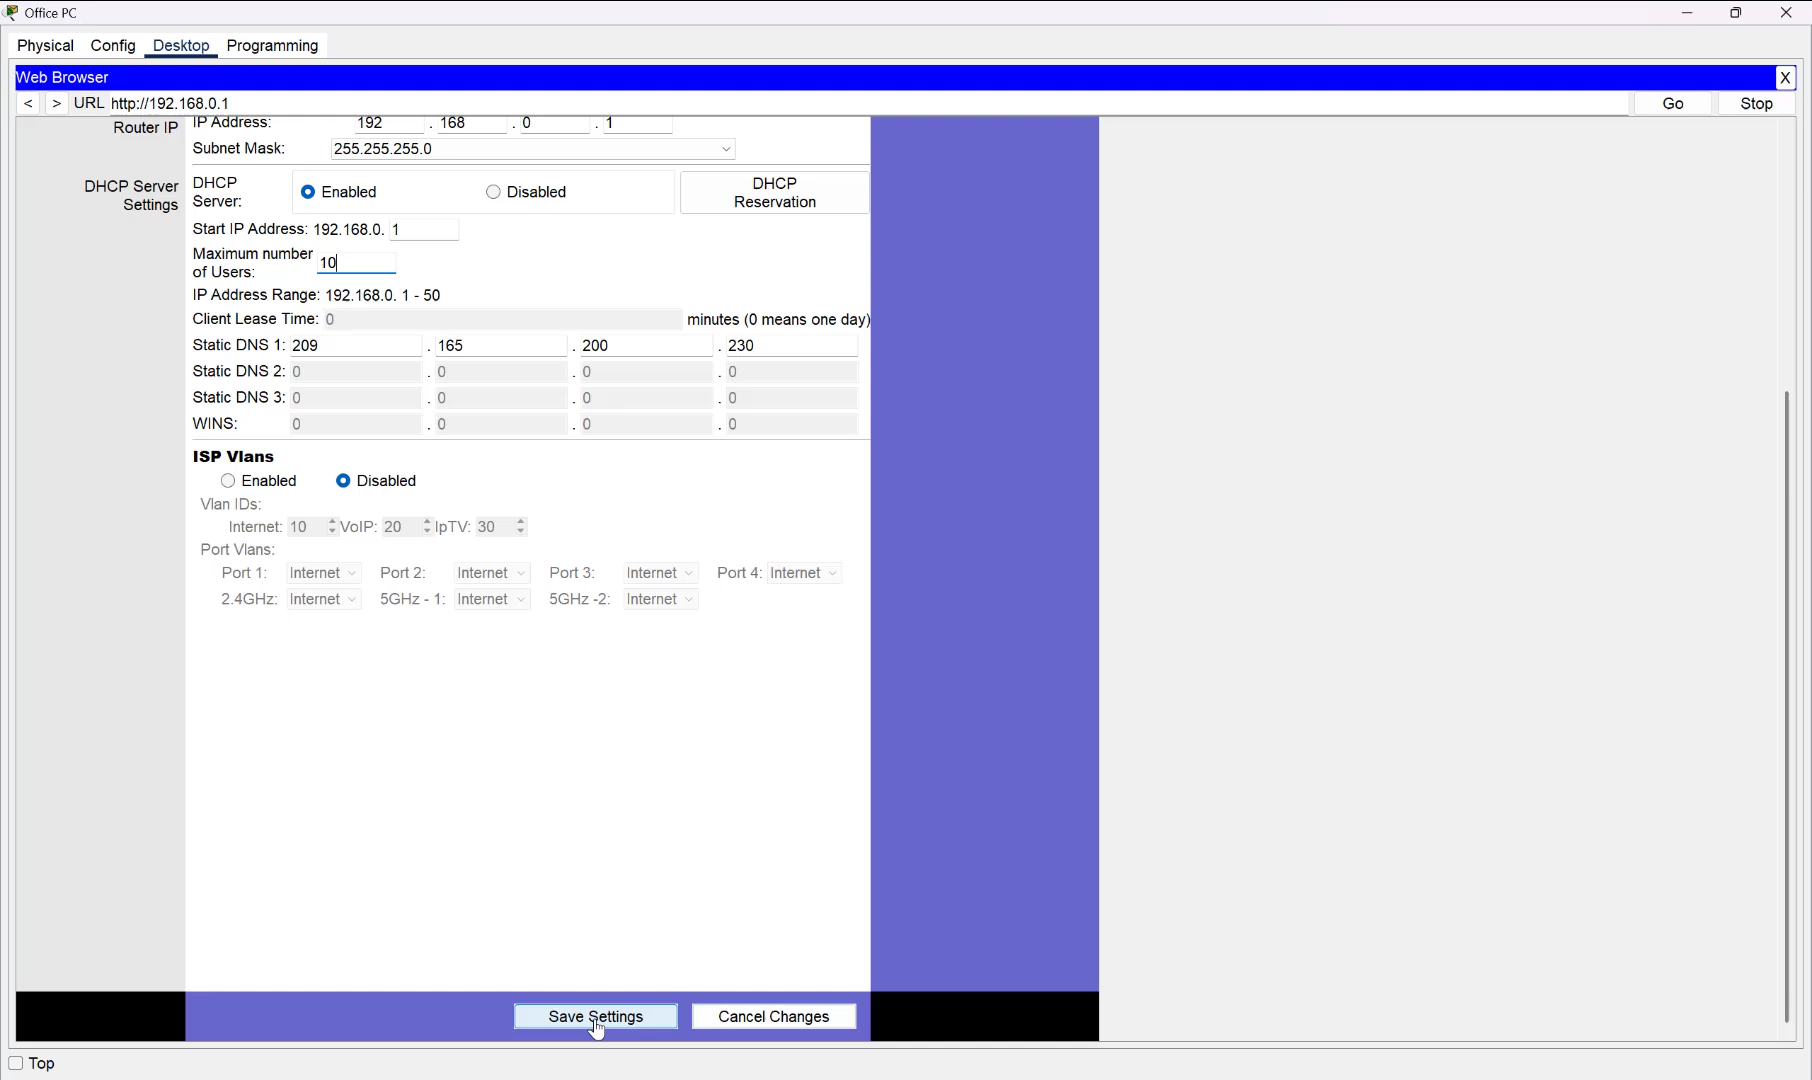 Office PC
Physical Config Desktop Programming
Web Browser X
< > URL http://192.168.0.1 Go Stop
Router IP IP Address: 192 . 168 . 0 . 1
Subnet Mask: 255.255.255.0
DHCP Server Settings DHCP Server: Enabled Disabled DHCP Reservation
Start IP Address: 192.168.0. 1
Maximum number of Users: 10
IP Address Range: 192.168.0. 1 - 50
Client Lease Time: 0 minutes (0 means one day)
Static DNS 1: 209 . 165 . 200 . 230
Static DNS 2: 0 . 0 . 0 . 0
Static DNS 3: 0 . 0 . 0 . 0
WINS: 0 . 0 . 0 . 0
ISP Vlans
Enabled Disabled
Vlan IDs:
Internet: 10 VoIP: 20 IpTV: 30
Port Vlans:
Port 1: Internet Port 2: Internet Port 3: Internet Port 4: Internet
2.4GHz: Internet 5GHz - 1: Internet 5GHz -2: Internet
Save Settings Cancel Changes
Top